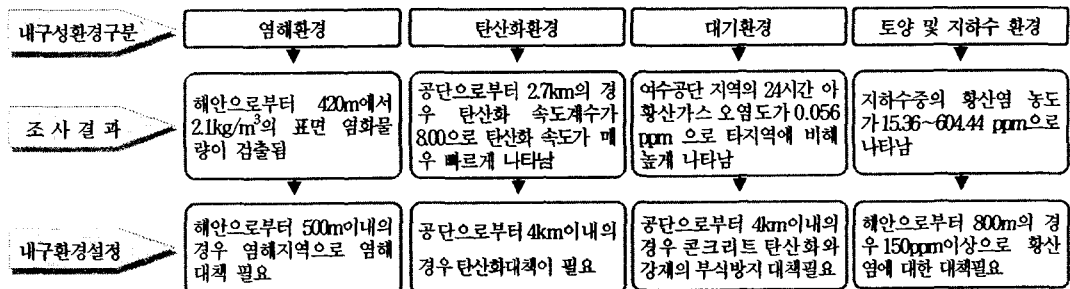 내구성환경구분
염해환경
탄산화환경
대기환경
토양 및 지하수 환경
조 사 결 과
해안으로부터 420m에서
2.1kg/m³의 표면 염화물
량이 검출됨
공단으로부터 2.7km의 경
우 탄산화 속도계수가
8.00으로 탄산화 속도가 매
우 빠르게 나타남
여수공단 지역의 24시간 아
황산가스 오염도가 0.056
ppm 으로 타지역에 비해
높게 나타남
지하수중의 황산염 농도
가 15.36~604.44 ppm으로
나타남
내구환경설정
해안으로부터 500m이내의
경우 염해지역으로 염해
대책 필요
공단으로부터 4km이내의
경우 탄산화대책이 필요
공단으로부터 4km이내의
경우 콘크리트 탄산화와
강재의 부식방지 대책필요
해안으로부터 800m의 경
우 150ppm이상으로 황산
염에 대한 대책필요